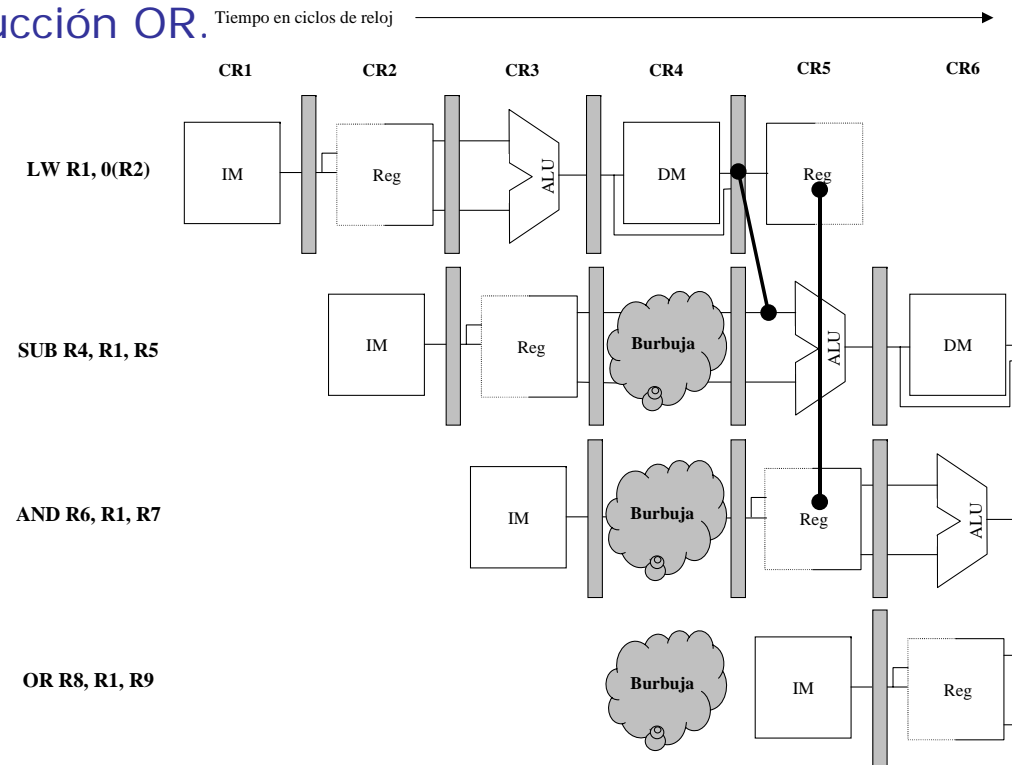 ucción OR.
Tiempo en ciclos de reloj
CR1 CR2 CR3 CR4 CR5 CR6
LW R1, 0(R2) IM Reg ALU DM Reg
SUB R4, R1, R5 IM Reg Burbuja ALU DM
AND R6, R1, R7 IM Burbuja Reg ALU
OR R8, R1, R9 Burbuja IM Reg